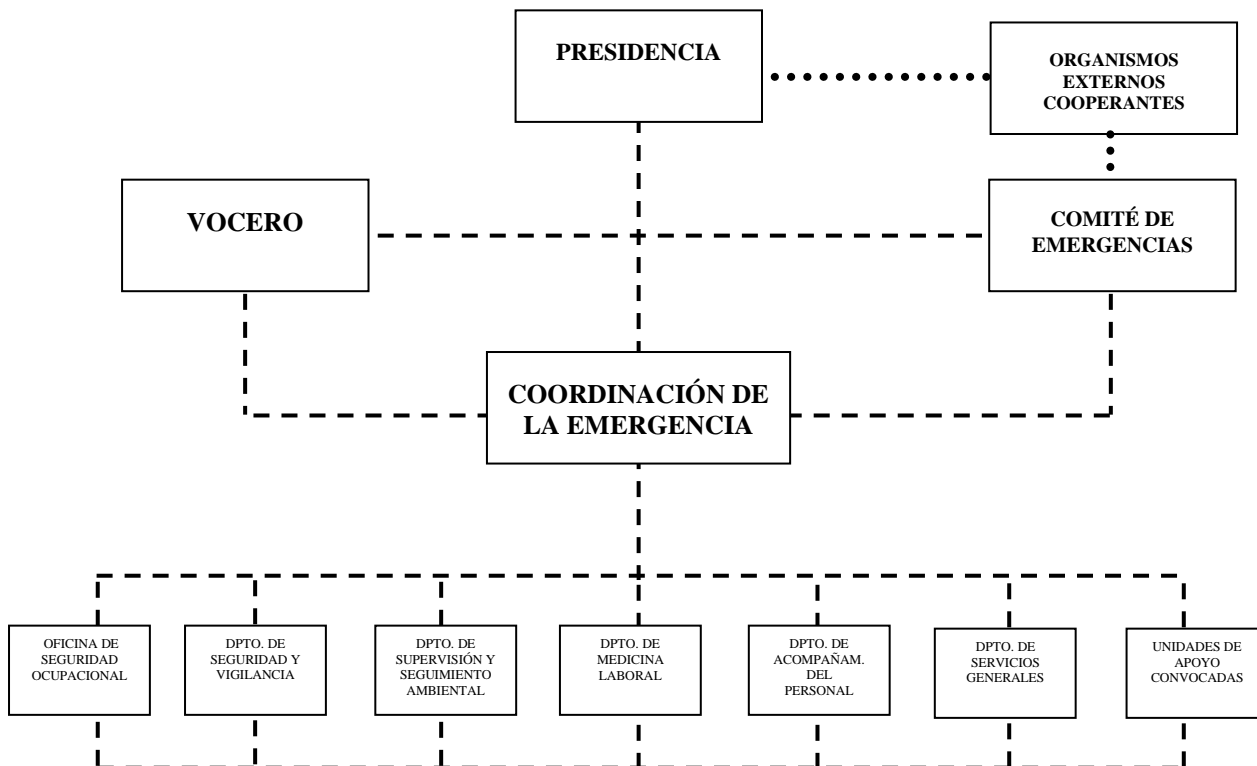 PRESIDENCIA
ORGANISMOS
EXTERNOS
COOPERANTES
VOCERO
COMITÉ DE
EMERGENCIAS
COORDINACIÓN DE
LA EMERGENCIA
OFICINA DE
SEGURIDAD
OCUPACIONAL
DPTO. DE
SEGURIDAD Y
VIGILANCIA
DPTO. DE
SUPERVISIÓN Y
SEGUIMIENTO
AMBIENTAL
DPTO. DE
MEDICINA
LABORAL
DPTO. DE
ACOMPAÑAM.
DEL
PERSONAL
DPTO. DE
SERVICIOS
GENERALES
UNIDADES DE
APOYO
CONVOCADAS